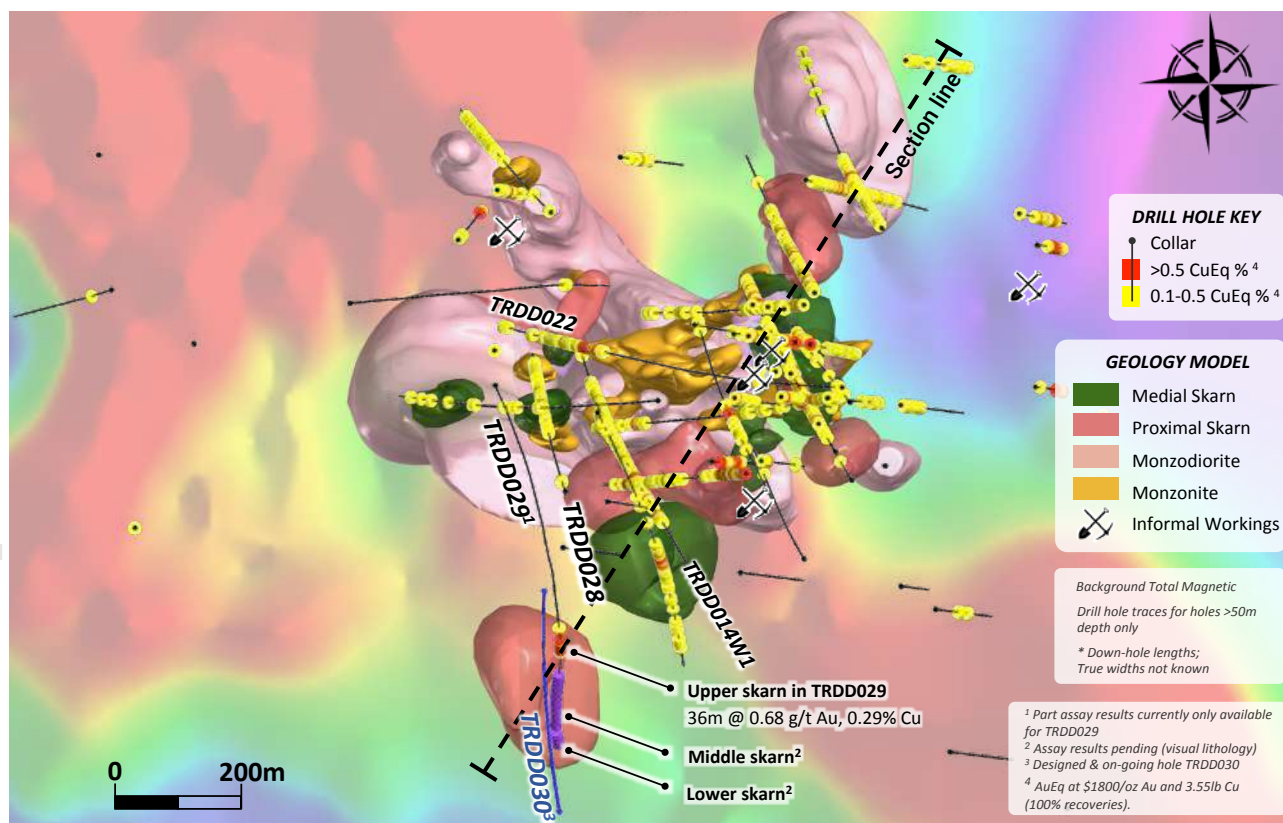 Section line
DRILL HOLE KEY
Collar
>0.5 CuEq % 4
0.1-0.5 CuEq % 4
TRDD022
GEOLOGY MODEL
Medial Skarn
Proximal Skarn
Monzodiorite
Monzonite
Informal Workings
TRDD029¹
TRDD028
TRDD014W1
Background Total Magnetic
Drill hole traces for holes >50m
depth only
* Down-hole lengths;
True widths not known
Upper skarn in TRDD029
36m @ 0.68 g/t Au, 0.29% Cu
Middle skarn²
Lower skarn²
TRDD030³
0 200m
¹ Part assay results currently only available
for TRDD029
² Assay results pending (visual lithology)
³ Designed & on-going hole TRDD030
⁴ AuEq at $1800/oz Au and 3.55lb Cu
(100% recoveries).